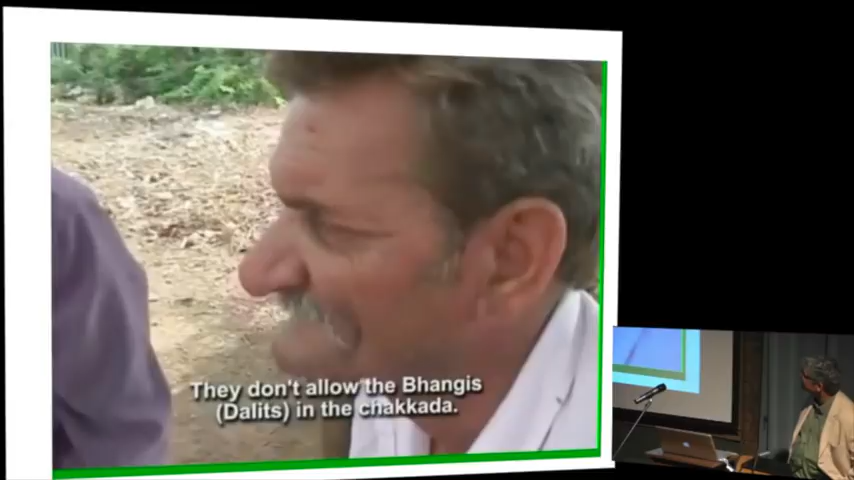 They don't allow the Bhangis
(Dalits) in the chakkada.